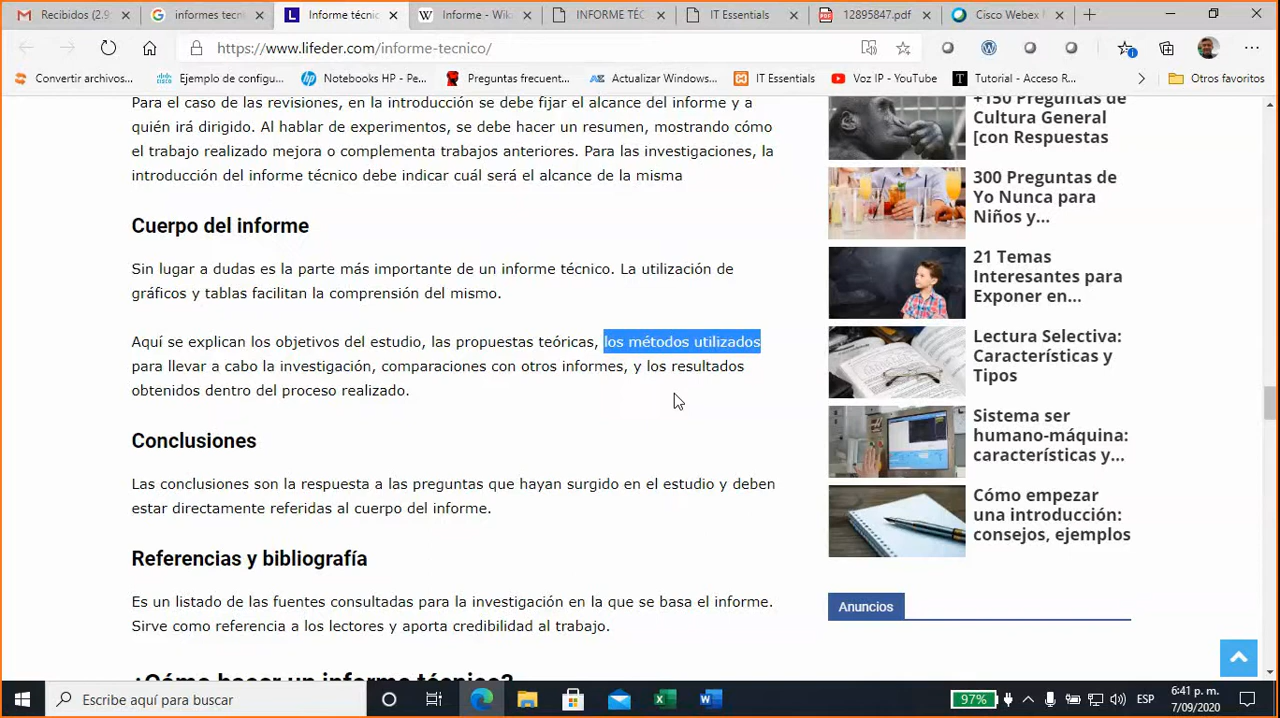 Recibidos (2.9
informes tecn
Informe técnic
Informe - Wik
INFORME TÉC
IT Essentials
12895847.pdf
Cisco Webex M
https://www.lifeder.com/informe-tecnico/
Convertir archivos...
Ejemplo de configu...
Notebooks HP - Pe...
Preguntas frecuent...
Actualizar Windows...
IT Essentials
Voz IP - YouTube
Tutorial - Acceso R...
Otros favoritos
Para el caso de las revisiones, en la introducción se debe fijar el alcance del informe y a
quién irá dirigido. Al hablar de experimentos, se debe hacer un resumen, mostrando cómo
el trabajo realizado mejora o complementa trabajos anteriores. Para las investigaciones, la
introducción del informe técnico debe indicar cuál será el alcance de la misma
Cuerpo del informe
Sin lugar a dudas es la parte más importante de un informe técnico. La utilización de
gráficos y tablas facilitan la comprensión del mismo.
Aquí se explican los objetivos del estudio, las propuestas teóricas, los métodos utilizados
para llevar a cabo la investigación, comparaciones con otros informes, y los resultados
obtenidos dentro del proceso realizado.
Conclusiones
Las conclusiones son la respuesta a las preguntas que hayan surgido en el estudio y deben
estar directamente referidas al cuerpo del informe.
Referencias y bibliografía
Es un listado de las fuentes consultadas para la investigación en la que se basa el informe.
Sirve como referencia a los lectores y aporta credibilidad al trabajo.
¿Cómo hacer un informe técnico?
+150 Preguntas de
Cultura General
[con Respuestas
300 Preguntas de
Yo Nunca para
Niños y...
21 Temas
Interesantes para
Exponer en...
Lectura Selectiva:
Características y
Tipos
Sistema ser
humano-máquina:
características y...
Cómo empezar
una introducción:
consejos, ejemplos
Anuncios
Escribe aquí para buscar
97%
ESP
6:41 p. m.
7/09/2020